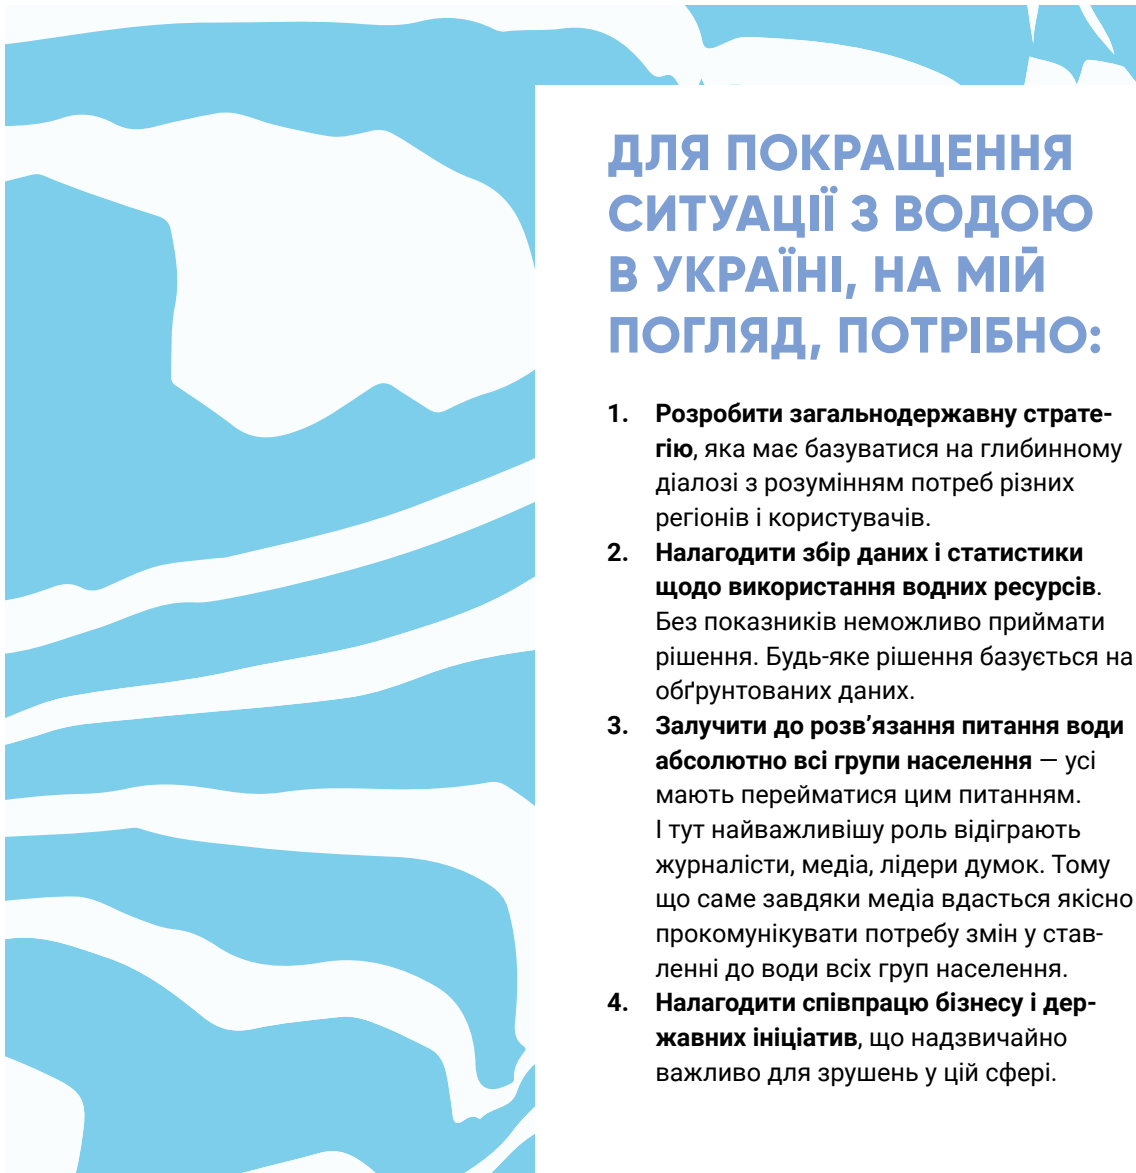 ДЛЯ ПОКРАЩЕННЯ
СИТУАЦІЇ З ВОДОЮ
В УКРАЇНІ, НА МІЙ
ПОГЛЯД, ПОТРІБНО:
1. Розробити загальнодержавну страте-
гію, яка має базуватися на глибинному
діалозі з розумінням потреб різних
регіонів і користувачів.
2. Налагодити збір даних і статистики
щодо використання водних ресурсів.
Без показників неможливо приймати
рішення. Будь-яке рішення базується на
обґрунтованих даних.
3. Залучити до розв’язання питання води
абсолютно всі групи населення — усі
мають перейматися цим питанням.
І тут найважливішу роль відіграють
журналісти, медіа, лідери думок. Тому
що саме завдяки медіа вдасться якісно
прокомунікувати потребу змін у став-
ленні до води всіх груп населення.
4. Налагодити співпрацю бізнесу і дер-
жавних ініціатив, що надзвичайно
важливо для зрушень у цій сфері.